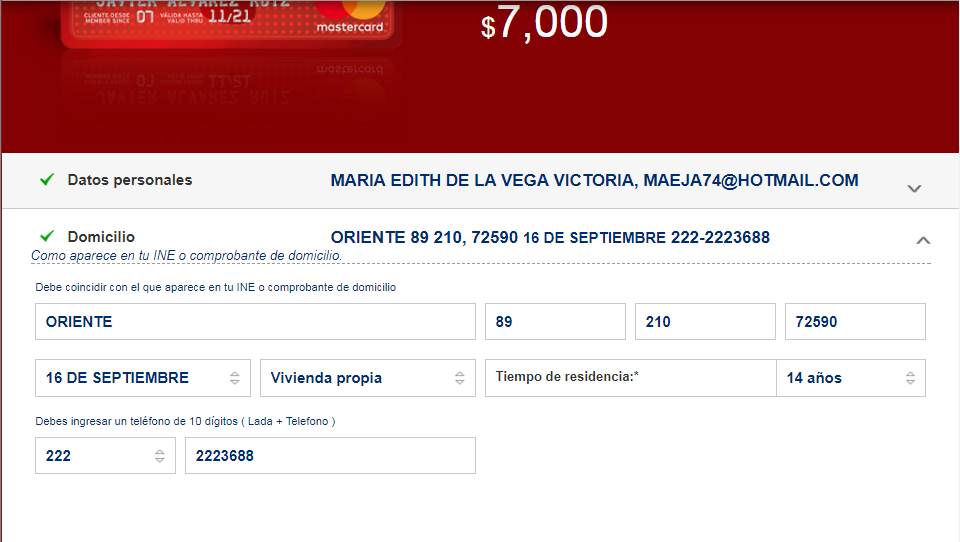 JAVIER ALVAREZ RUIZ
CLIENTE DESDE
MEMBER SINCE 07 VÁLIDA HASTA
VALID THRU 11/21
mastercard
$7,000
Datos personales MARIA EDITH DE LA VEGA VICTORIA, MAEJA74@HOTMAIL.COM
Domicilio ORIENTE 89 210, 72590 16 DE SEPTIEMBRE 222-2223688
Como aparece en tu INE o comprobante de domicilio.
Debe coincidir con el que aparece en tu INE o comprobante de domicilio
ORIENTE 89 210 72590
16 DE SEPTIEMBRE Vivienda propia Tiempo de residencia:* 14 años
Debes ingresar un teléfono de 10 dígitos ( Lada + Telefono )
222 2223688